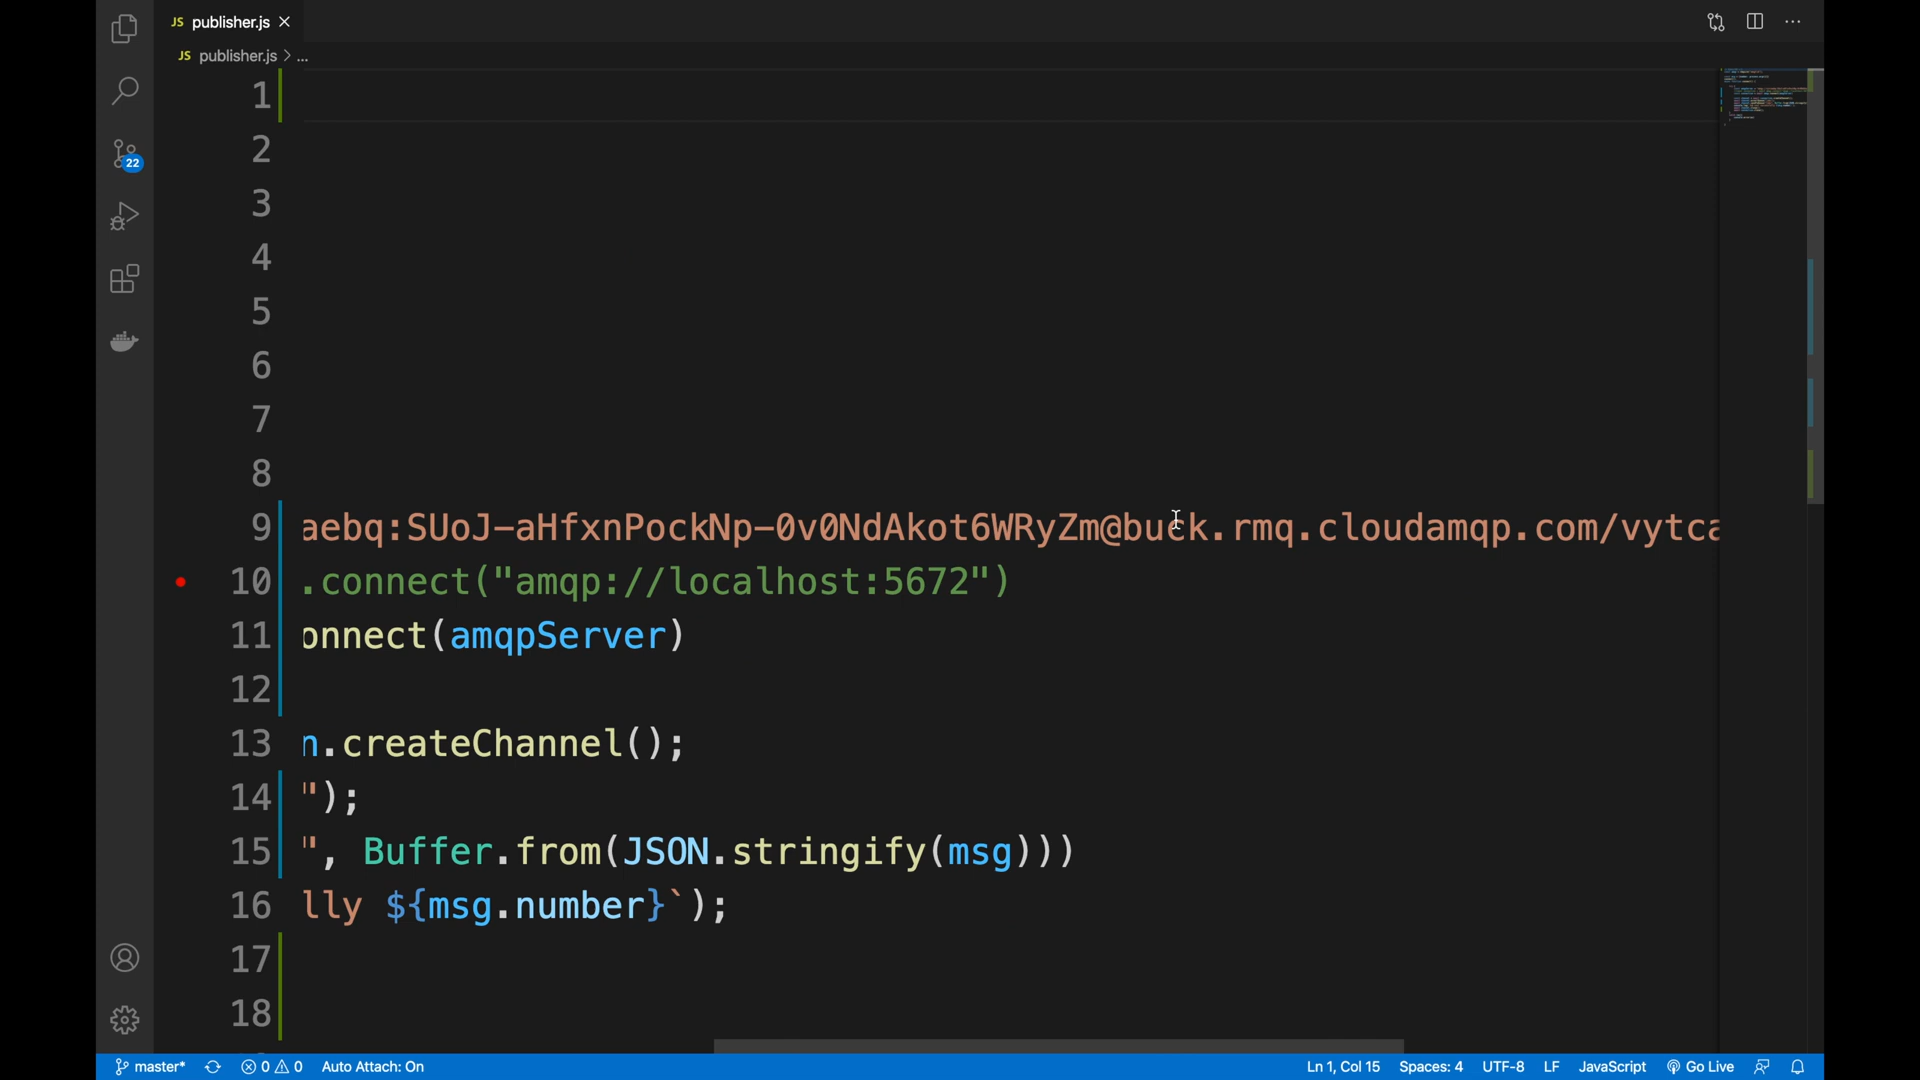 JS publisher.js
JS publisher.js > ...
1
2
3
4
5
6
7
8
9 aebq:SUoJ-aHfxnPockNp-0v0NdAkot6WRyZm@buck.rmq.cloudamqp.com/vytca
10 .connect("amqp://localhost:5672")
11 onnect(amqpServer)
12
13 n.createChannel();
14 ");
15 ", Buffer.from(JSON.stringify(msg)))
16 lly ${msg.number}`);
17
18
22
master* 0 0 Auto Attach: On Ln 1, Col 15 Spaces: 4 UTF-8 LF JavaScript Go Live